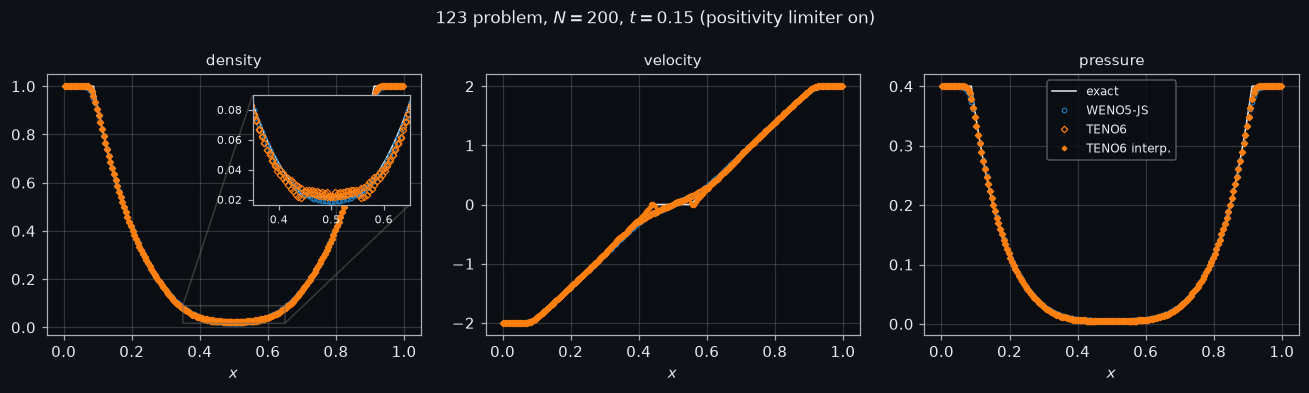 123 problem, N = 200, t = 0.15 (positivity limiter on)
density
1.0
0.8
0.6
0.4
0.2
0.0
0.08
0.06
0.04
0.02
0.4 0.5 0.6
0.0 0.2 0.4 0.6 0.8 1.0
x
velocity
2
1
0
−1
−2
0.0 0.2 0.4 0.6 0.8 1.0
x
pressure
0.4
0.3
0.2
0.1
0.0
exact
WENO5-JS
TENO6
TENO6 interp.
0.0 0.2 0.4 0.6 0.8 1.0
x